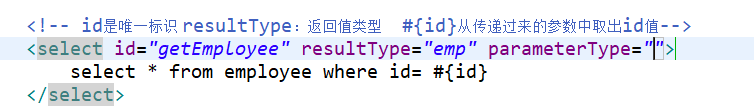 <!-- id是唯一标识 resultType：返回值类型  #{id}从传递过来的参数中取出id值-->
<select id="getEmployee" resultType="emp" parameterType="">
select * from employee where id= #{id}
</select>